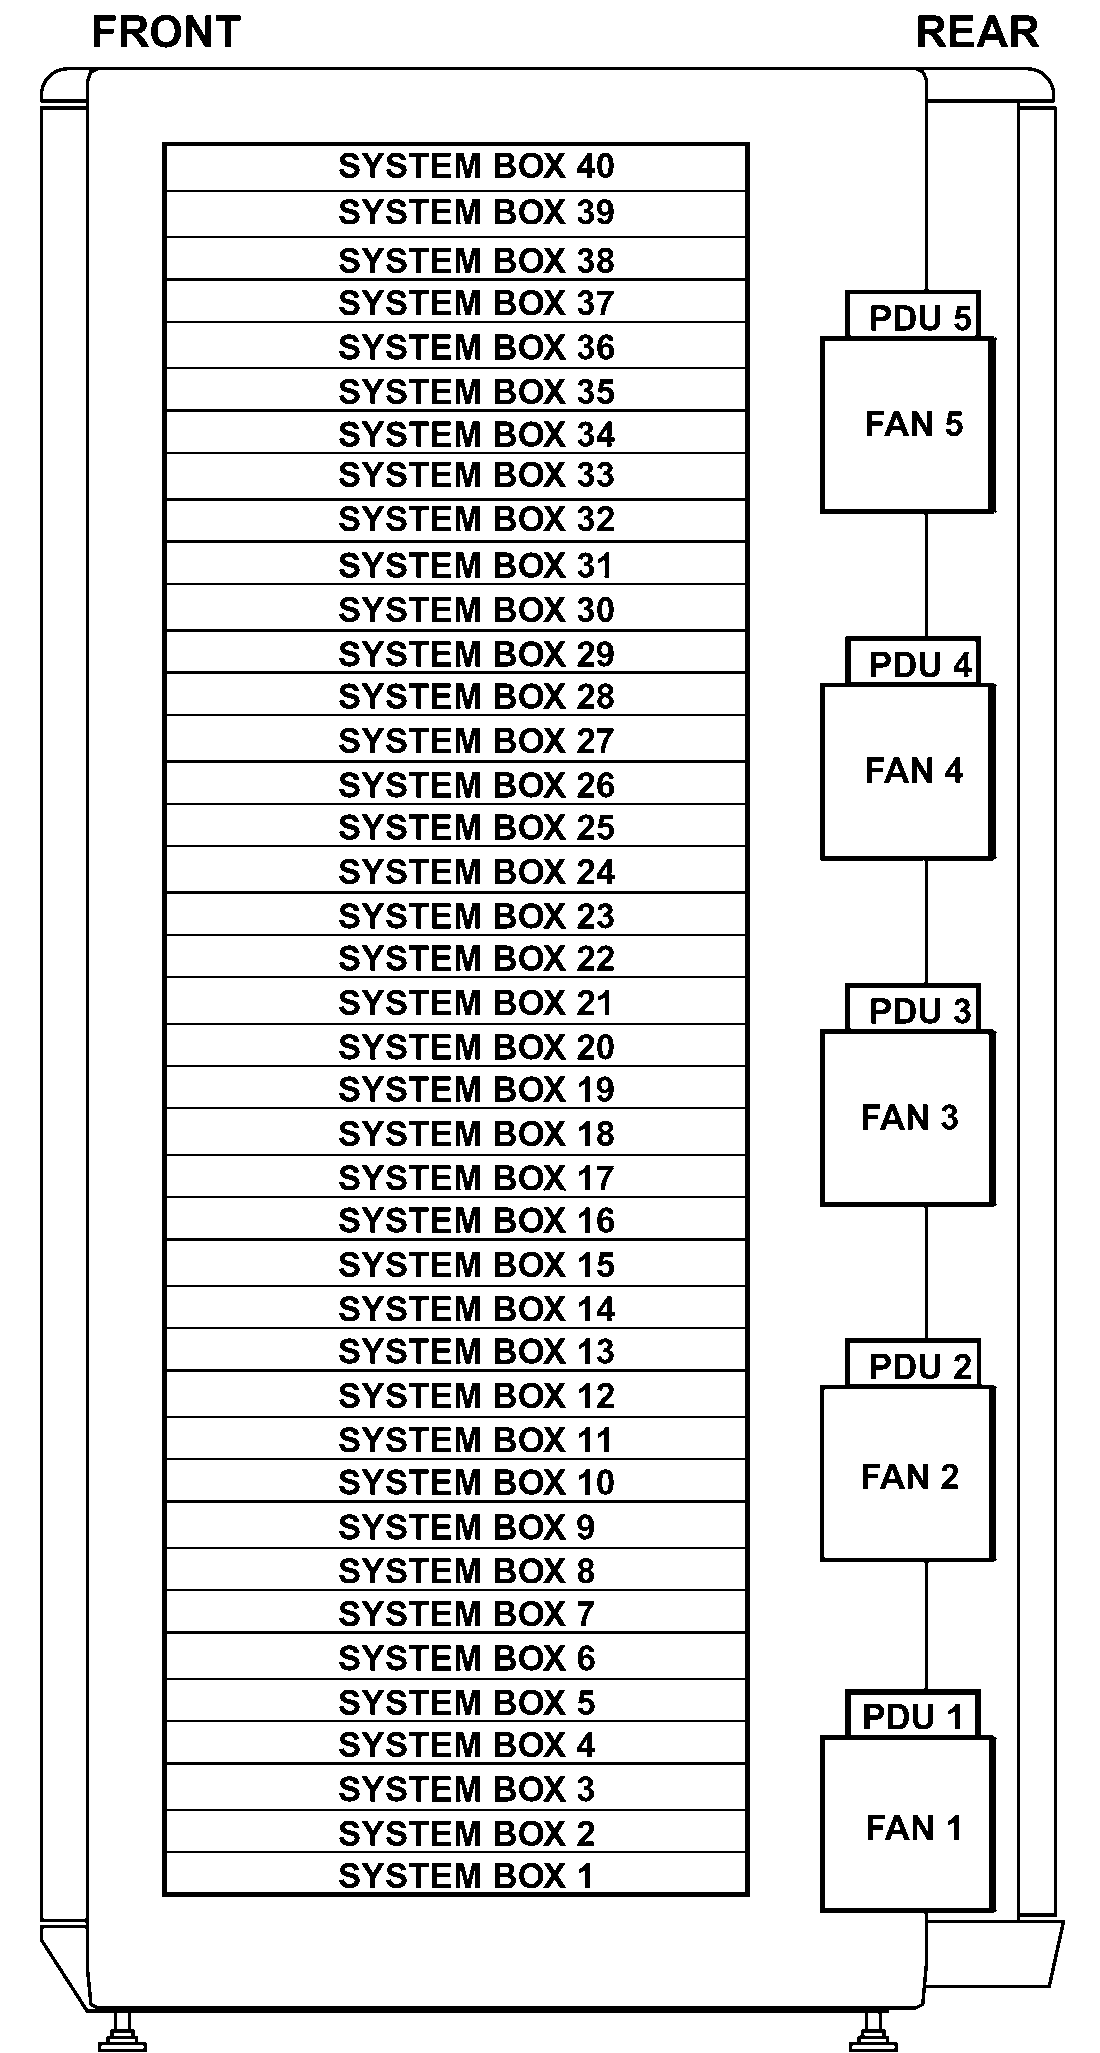 FRONT REAR
SYSTEM BOX 40
SYSTEM BOX 39
SYSTEM BOX 38
SYSTEM BOX 37
SYSTEM BOX 36
SYSTEM BOX 35
SYSTEM BOX 34
SYSTEM BOX 33
SYSTEM BOX 32
SYSTEM BOX 31
SYSTEM BOX 30
SYSTEM BOX 29
SYSTEM BOX 28
SYSTEM BOX 27
SYSTEM BOX 26
SYSTEM BOX 25
SYSTEM BOX 24
SYSTEM BOX 23
SYSTEM BOX 22
SYSTEM BOX 21
SYSTEM BOX 20
SYSTEM BOX 19
SYSTEM BOX 18
SYSTEM BOX 17
SYSTEM BOX 16
SYSTEM BOX 15
SYSTEM BOX 14
SYSTEM BOX 13
SYSTEM BOX 12
SYSTEM BOX 11
SYSTEM BOX 10
SYSTEM BOX 9
SYSTEM BOX 8
SYSTEM BOX 7
SYSTEM BOX 6
SYSTEM BOX 5
SYSTEM BOX 4
SYSTEM BOX 3
SYSTEM BOX 2
SYSTEM BOX 1
PDU 5
FAN 5
PDU 4
FAN 4
PDU 3
FAN 3
PDU 2
FAN 2
PDU 1
FAN 1